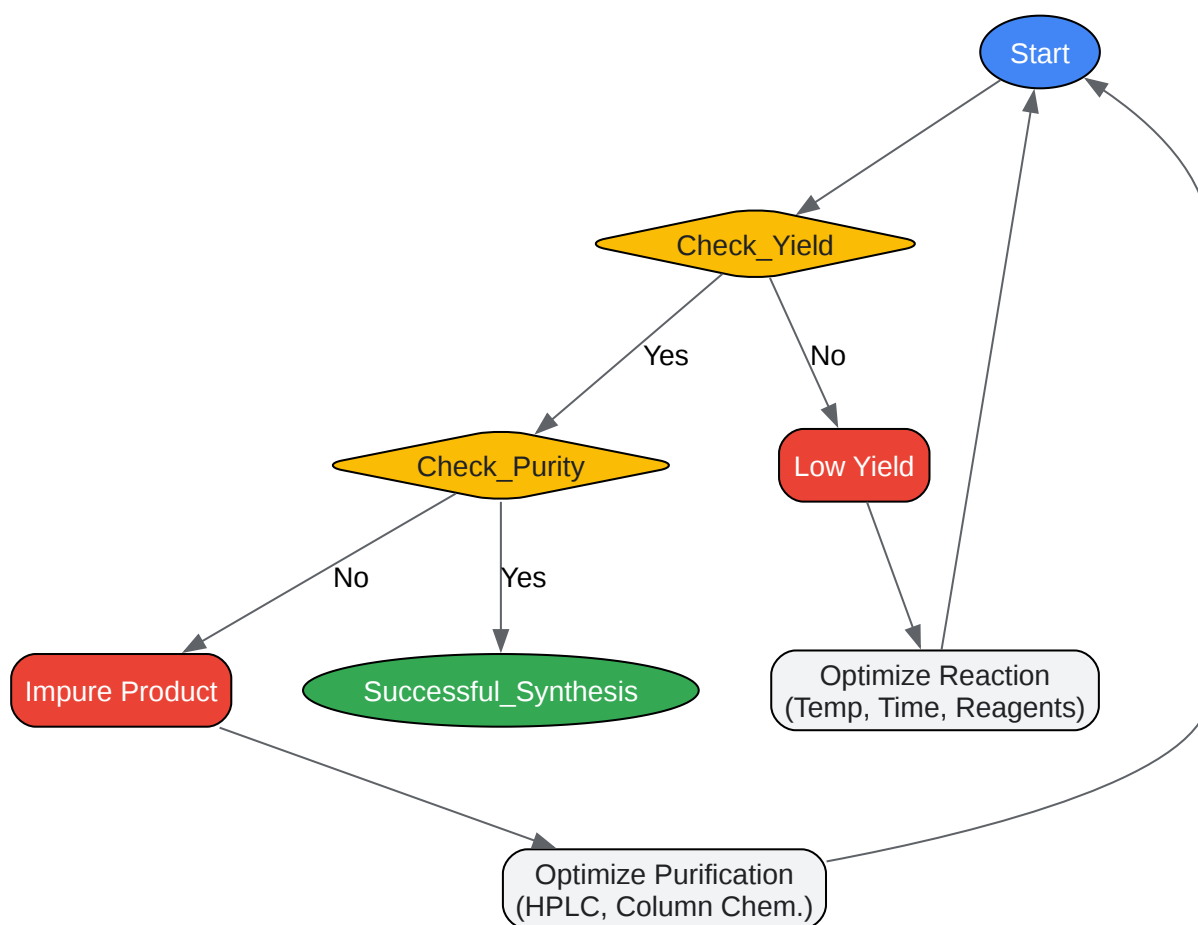 Start
Check_Yield
Yes
No
Check_Purity
Low Yield
No
Yes
Impure Product
Successful_Synthesis
Optimize Reaction
(Temp, Time, Reagents)
Optimize Purification
(HPLC, Column Chem.)